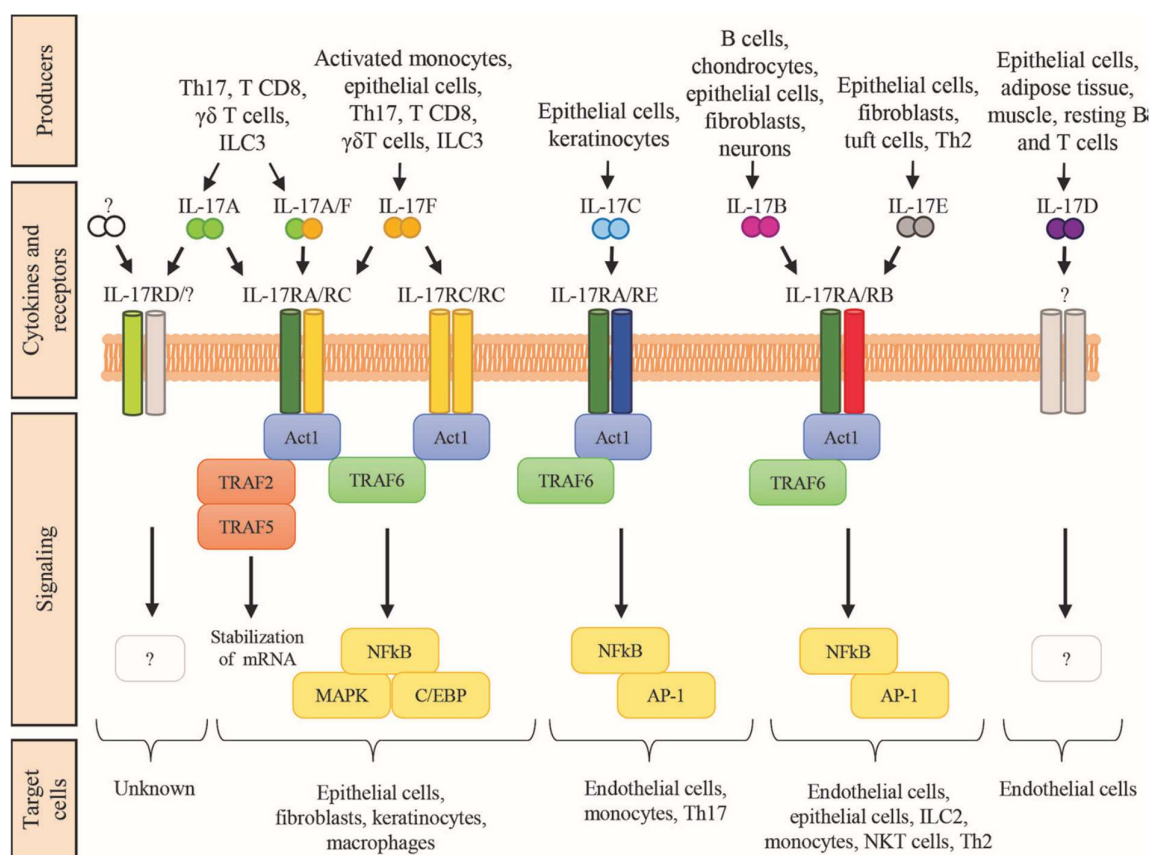 Producers
Th17, T CD8,
γδ T cells,
ILC3
Activated monocytes,
epithelial cells,
Th17, T CD8,
γδT cells, ILC3
Epithelial cells,
keratinocytes
B cells,
chondrocytes,
epithelial cells,
fibroblasts,
neurons
Epithelial cells,
fibroblasts,
tuft cells, Th2
Epithelial cells,
adipose tissue,
muscle, resting B
and T cells
Cytokines and
receptors
?
IL-17A
IL-17A/F
IL-17F
IL-17C
IL-17B
IL-17E
IL-17D
IL-17RD/?
IL-17RA/RC
IL-17RC/RC
IL-17RA/RE
IL-17RA/RB
?
Signaling
Act1
Act1
Act1
Act1
TRAF2
TRAF6
TRAF6
TRAF6
TRAF5
Stabilization
of mRNA
?
NFkB
MAPK
C/EBP
NFkB
AP-1
NFkB
AP-1
?
Target
cells
Unknown
Epithelial cells,
fibroblasts, keratinocytes,
macrophages
Endothelial cells,
monocytes, Th17
Endothelial cells,
epithelial cells, ILC2,
monocytes, NKT cells, Th2
Endothelial cells